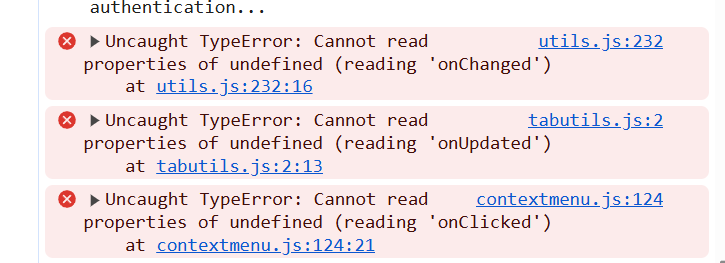 authentication...
Uncaught TypeError: Cannot read utils.js:232
properties of undefined (reading 'onChanged')
at utils.js:232:16
Uncaught TypeError: Cannot read tabutils.js:2
properties of undefined (reading 'onUpdated')
at tabutils.js:2:13
Uncaught TypeError: Cannot read contextmenu.js:124
properties of undefined (reading 'onClicked')
at contextmenu.js:124:21